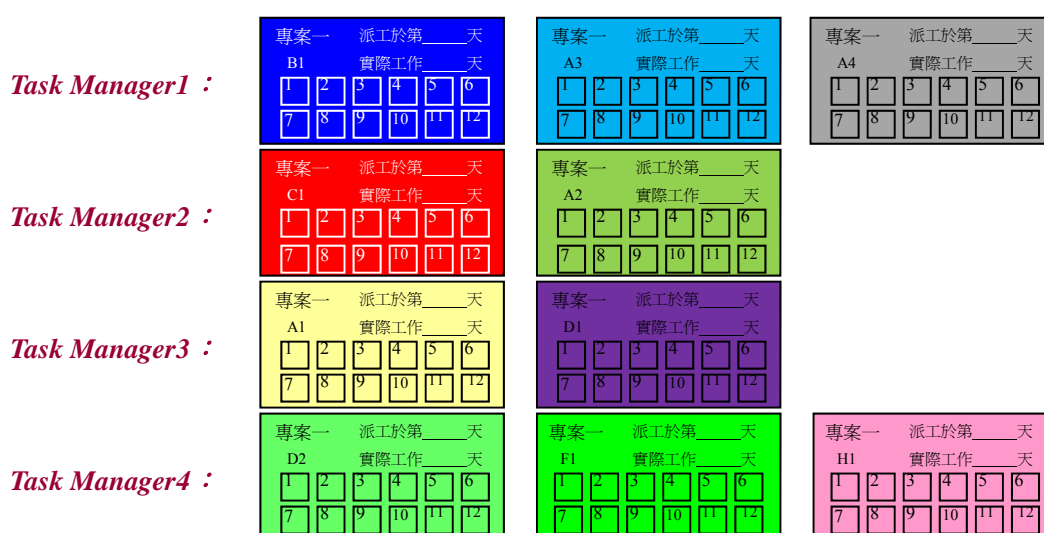 Task Manager1：
專案一 派工於第_____天
B1 實際工作_____天
1 2 3 4 5 6
7 8 9 10 11 12
專案一 派工於第_____天
A3 實際工作_____天
1 2 3 4 5 6
7 8 9 10 11 12
專案一 派工於第_____天
A4 實際工作_____天
1 2 3 4 5 6
7 8 9 10 11 12
Task Manager2：
專案一 派工於第_____天
C1 實際工作_____天
1 2 3 4 5 6
7 8 9 10 11 12
專案一 派工於第_____天
A2 實際工作_____天
1 2 3 4 5 6
7 8 9 10 11 12
Task Manager3：
專案一 派工於第_____天
A1 實際工作_____天
1 2 3 4 5 6
7 8 9 10 11 12
專案一 派工於第_____天
D1 實際工作_____天
1 2 3 4 5 6
7 8 9 10 11 12
Task Manager4：
專案一 派工於第_____天
D2 實際工作_____天
1 2 3 4 5 6
7 8 9 10 11 12
專案一 派工於第_____天
F1 實際工作_____天
1 2 3 4 5 6
7 8 9 10 11 12
專案一 派工於第_____天
H1 實際工作_____天
1 2 3 4 5 6
7 8 9 10 11 12